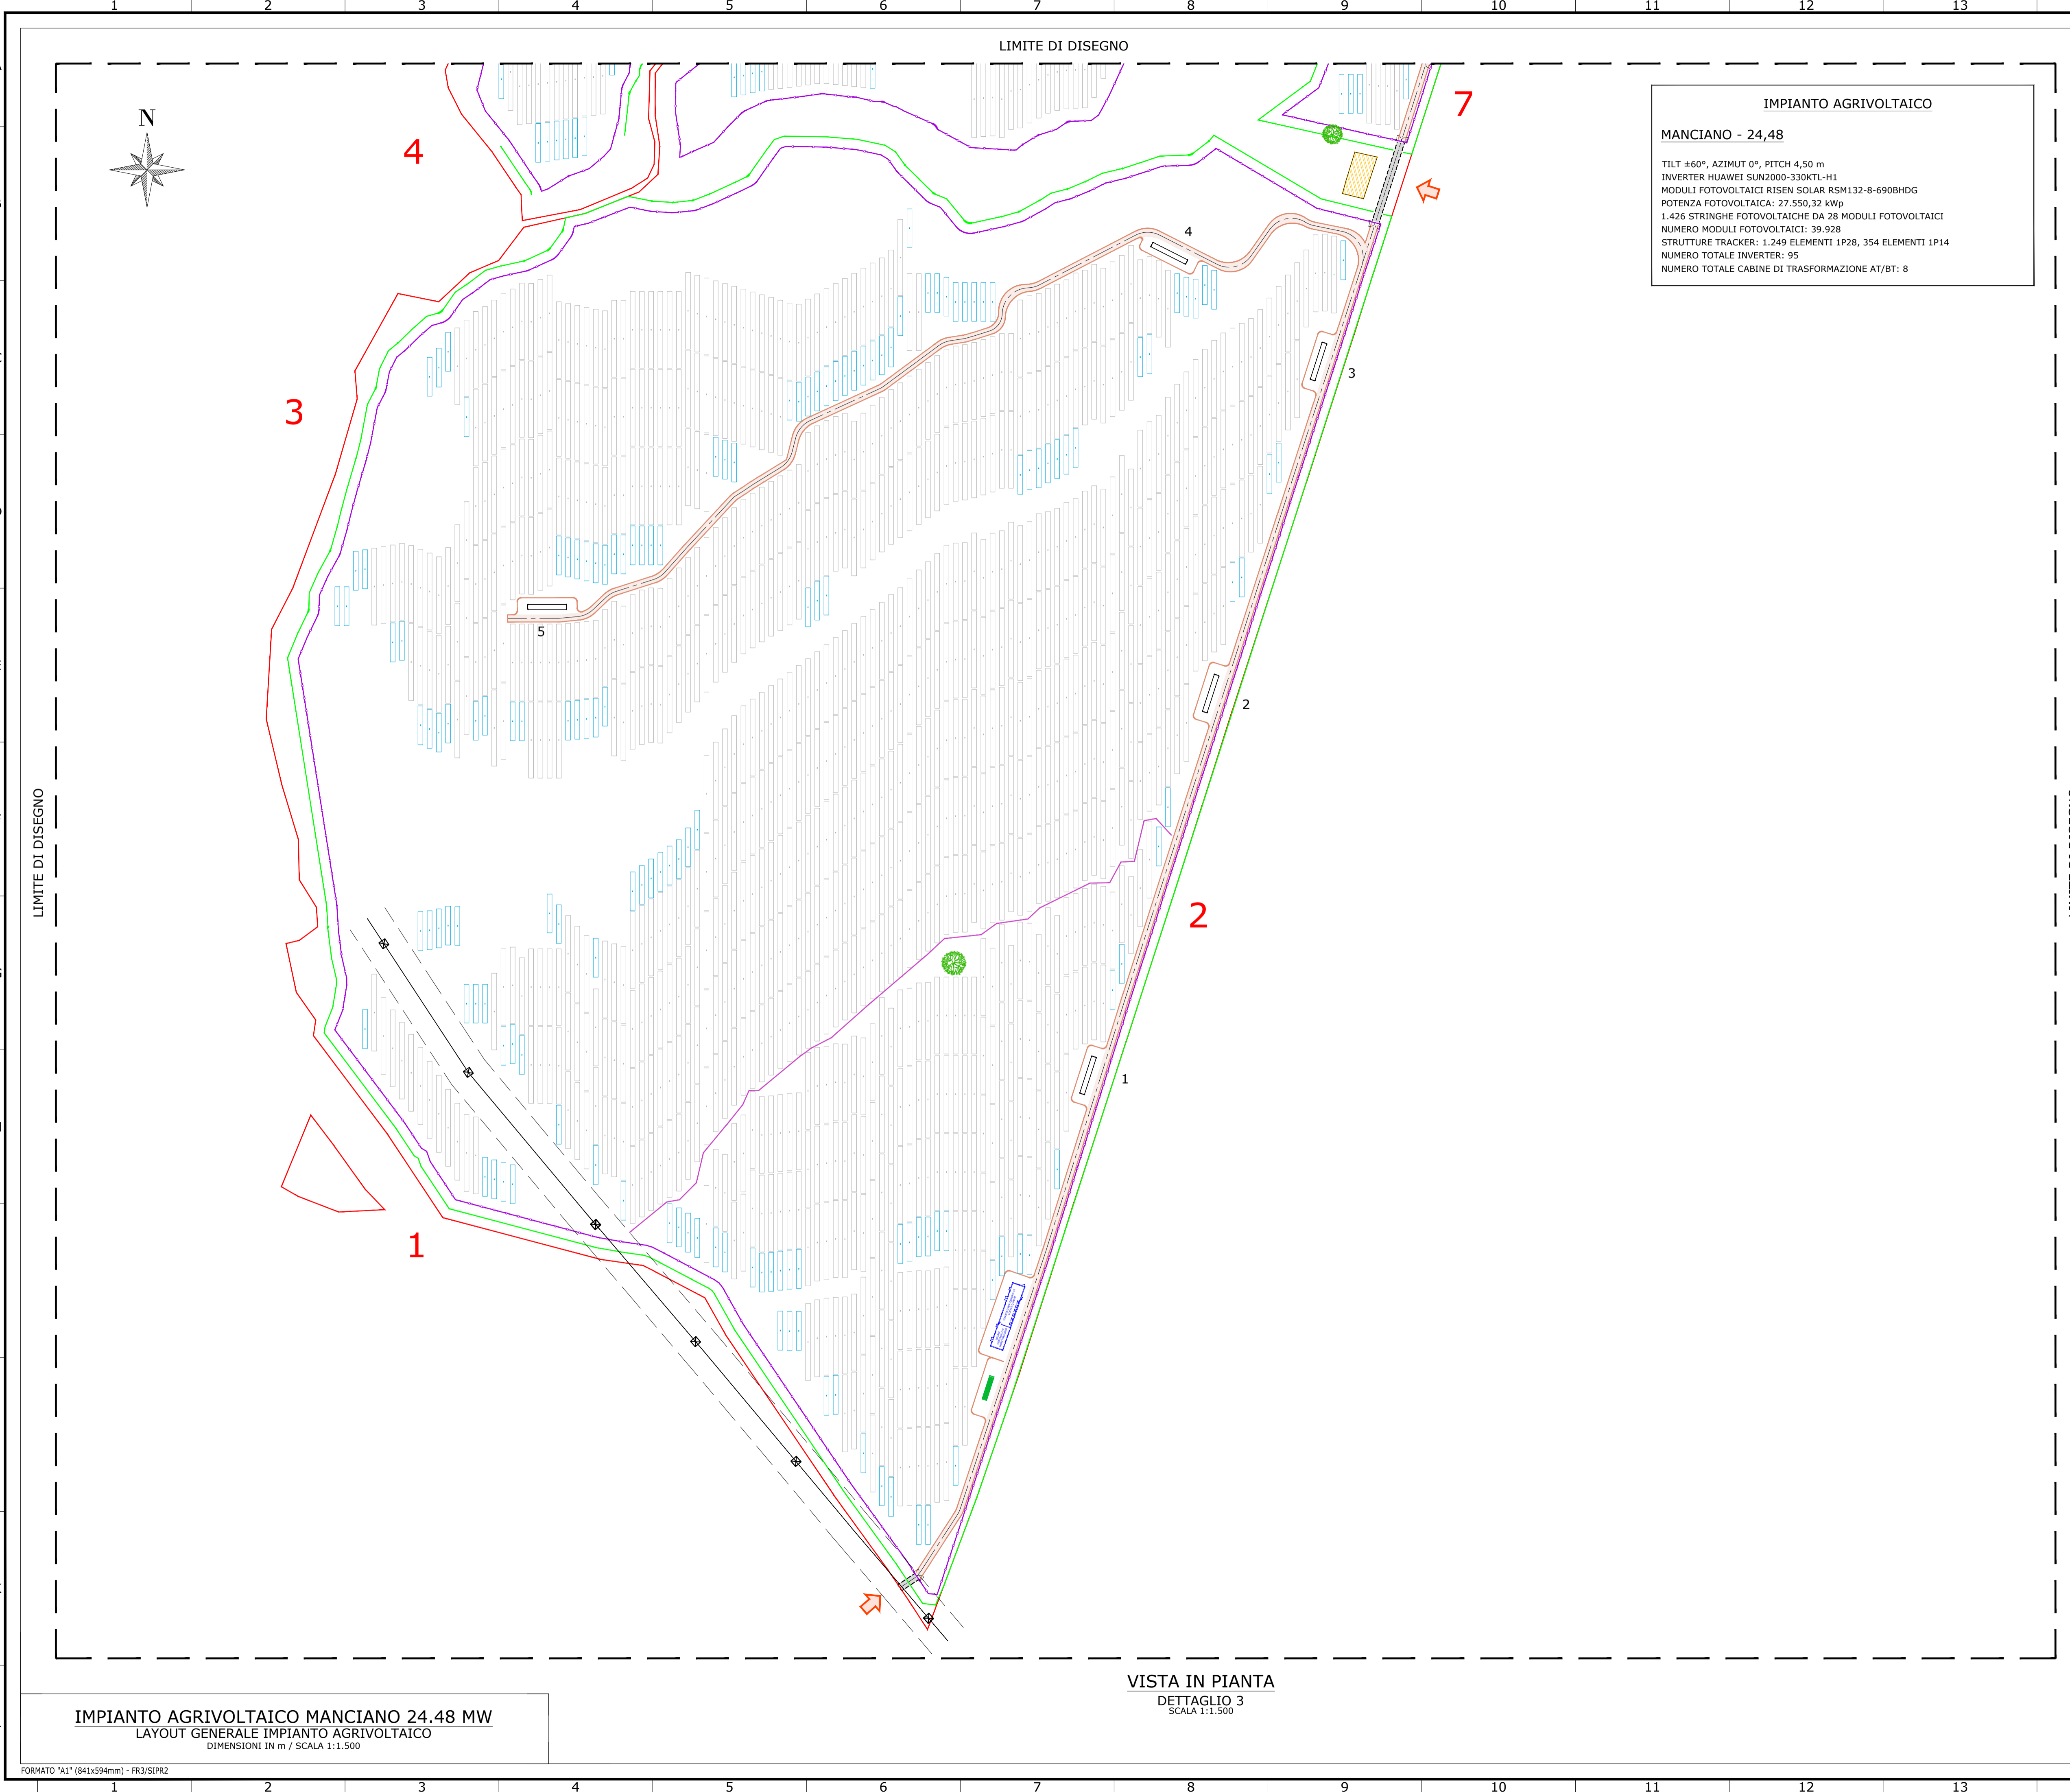 1 2 3 4 5 6 7 8 9 10 11 12 13
LIMITE DI DISEGNO
7
IMPIANTO AGRIVOLTAICO
MANCIANO - 24,48
TILT ±60°, AZIMUT 0°, PITCH 4,50 m
INVERTER HUAWEI SUN2000-330KTL-H1
MODULI FOTOVOLTAICI RISEN SOLAR RSM132-8-690BHDG
POTENZA FOTOVOLTAICA: 27.550,32 kWp
1.426 STRINGHE FOTOVOLTAICHE DA 28 MODULI FOTOVOLTAICI
NUMERO MODULI FOTOVOLTAICI: 39.928
STRUTTURE TRACKER: 1.249 ELEMENTI 1P28, 354 ELEMENTI 1P14
NUMERO TOTALE INVERTER: 95
NUMERO TOTALE CABINE DI TRASFORMAZIONE AT/BT: 8
N
4
4
3
3
5
2
LIMITE DI DISEGNO
2
1
1
VISTA IN PIANTA
DETTAGLIO 3
SCALA 1:1.500
IMPIANTO AGRIVOLTAICO MANCIANO 24.48 MW
LAYOUT GENERALE IMPIANTO AGRIVOLTAICO
DIMENSIONI IN m / SCALA 1:1.500
FORMATO "A1" (841x594mm) - FR3/SIPR2
1 2 3 4 5 6 7 8 9 10 11 12 13